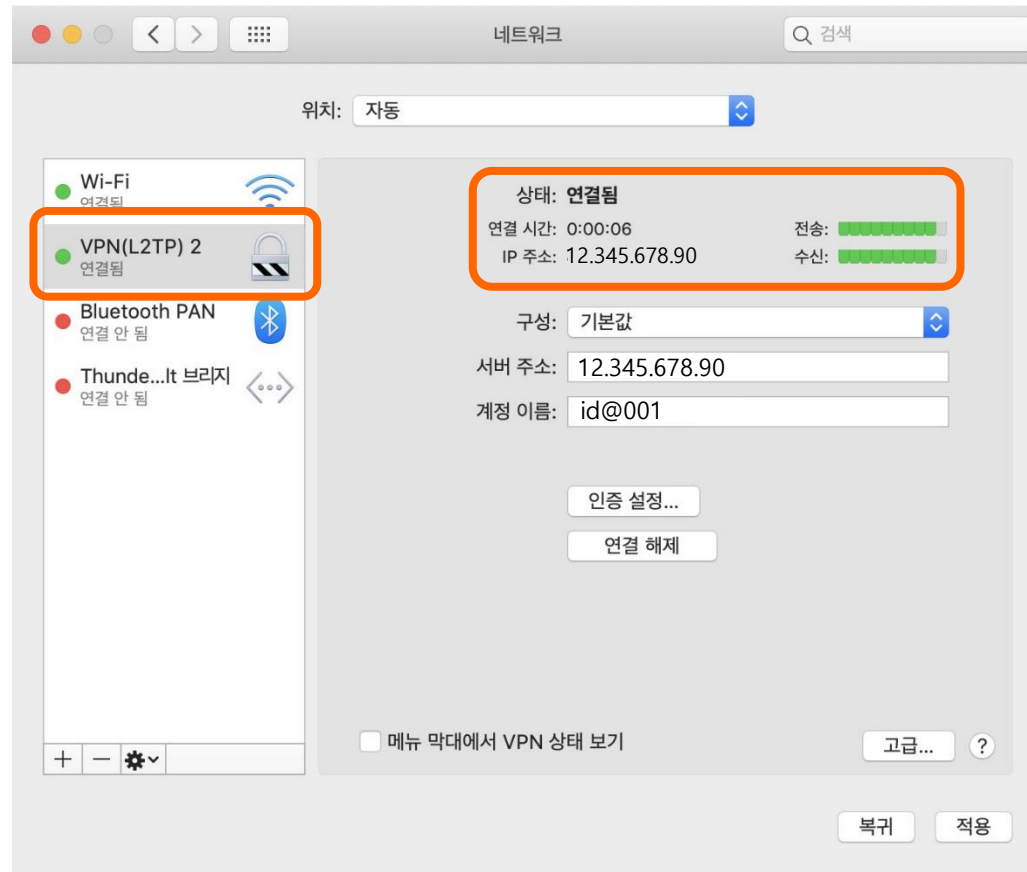 네트워크
검색
위치: 자동
Wi-Fi
연결됨
VPN(L2TP) 2
연결됨
Bluetooth PAN
연결 안 됨
Thunde...lt 브리지
연결 안 됨
상태: 연결됨
연결 시간: 0:00:06 전송:
IP 주소: 12.345.678.90 수신:
구성: 기본값
서버 주소: 12.345.678.90
계정 이름: id@001
인증 설정...
연결 해제
메뉴 막대에서 VPN 상태 보기
고급... ?
복귀 적용